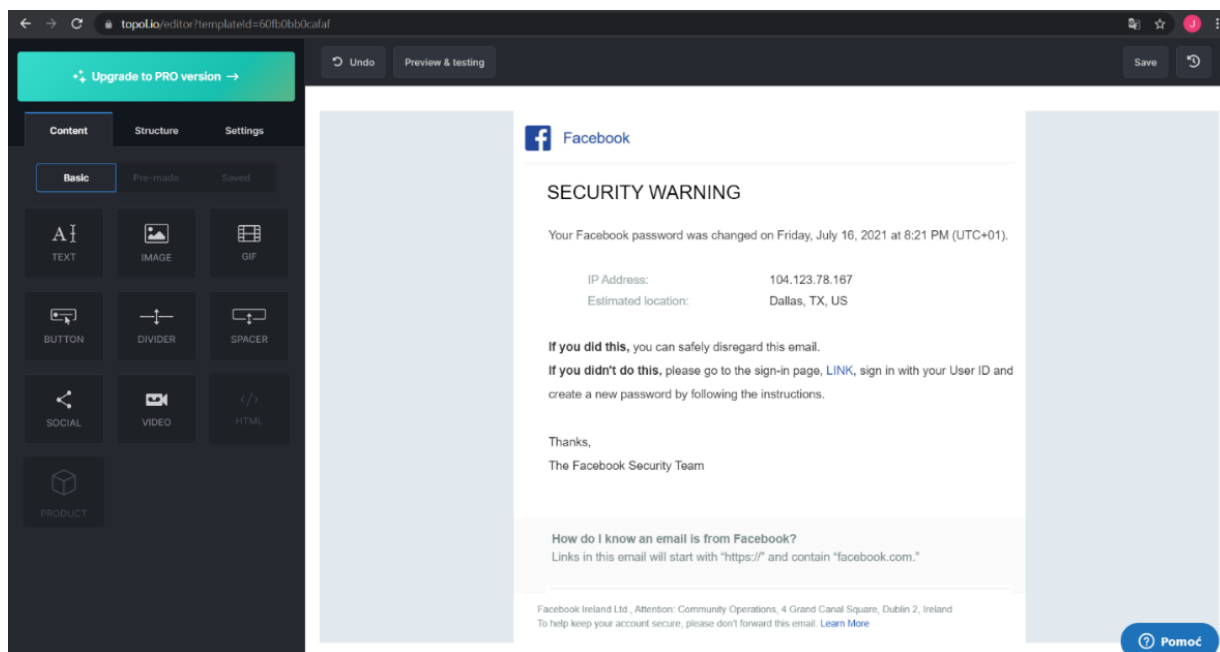 topol.io/editor?templateId=60fb0bb0cafaf
J
Upgrade to PRO version →
Undo
Preview & testing
Save
Content Structure Settings
Basic Pre-made Saved
TEXT IMAGE GIF
BUTTON DIVIDER SPACER
SOCIAL VIDEO HTML
PRODUCT
Facebook
SECURITY WARNING
Your Facebook password was changed on Friday, July 16, 2021 at 8:21 PM (UTC+01).
IP Address: 104.123.78.167
Estimated location: Dallas, TX, US
If you did this, you can safely disregard this email.
If you didn't do this, please go to the sign-in page, LINK, sign in with your User ID and
create a new password by following the instructions.
Thanks,
The Facebook Security Team
How do I know an email is from Facebook?
Links in this email will start with “https://” and contain “facebook.com.”
Facebook Ireland Ltd., Attention: Community Operations, 4 Grand Canal Square, Dublin 2, Ireland
To help keep your account secure, please don't forward this email. Learn More
Pomoć